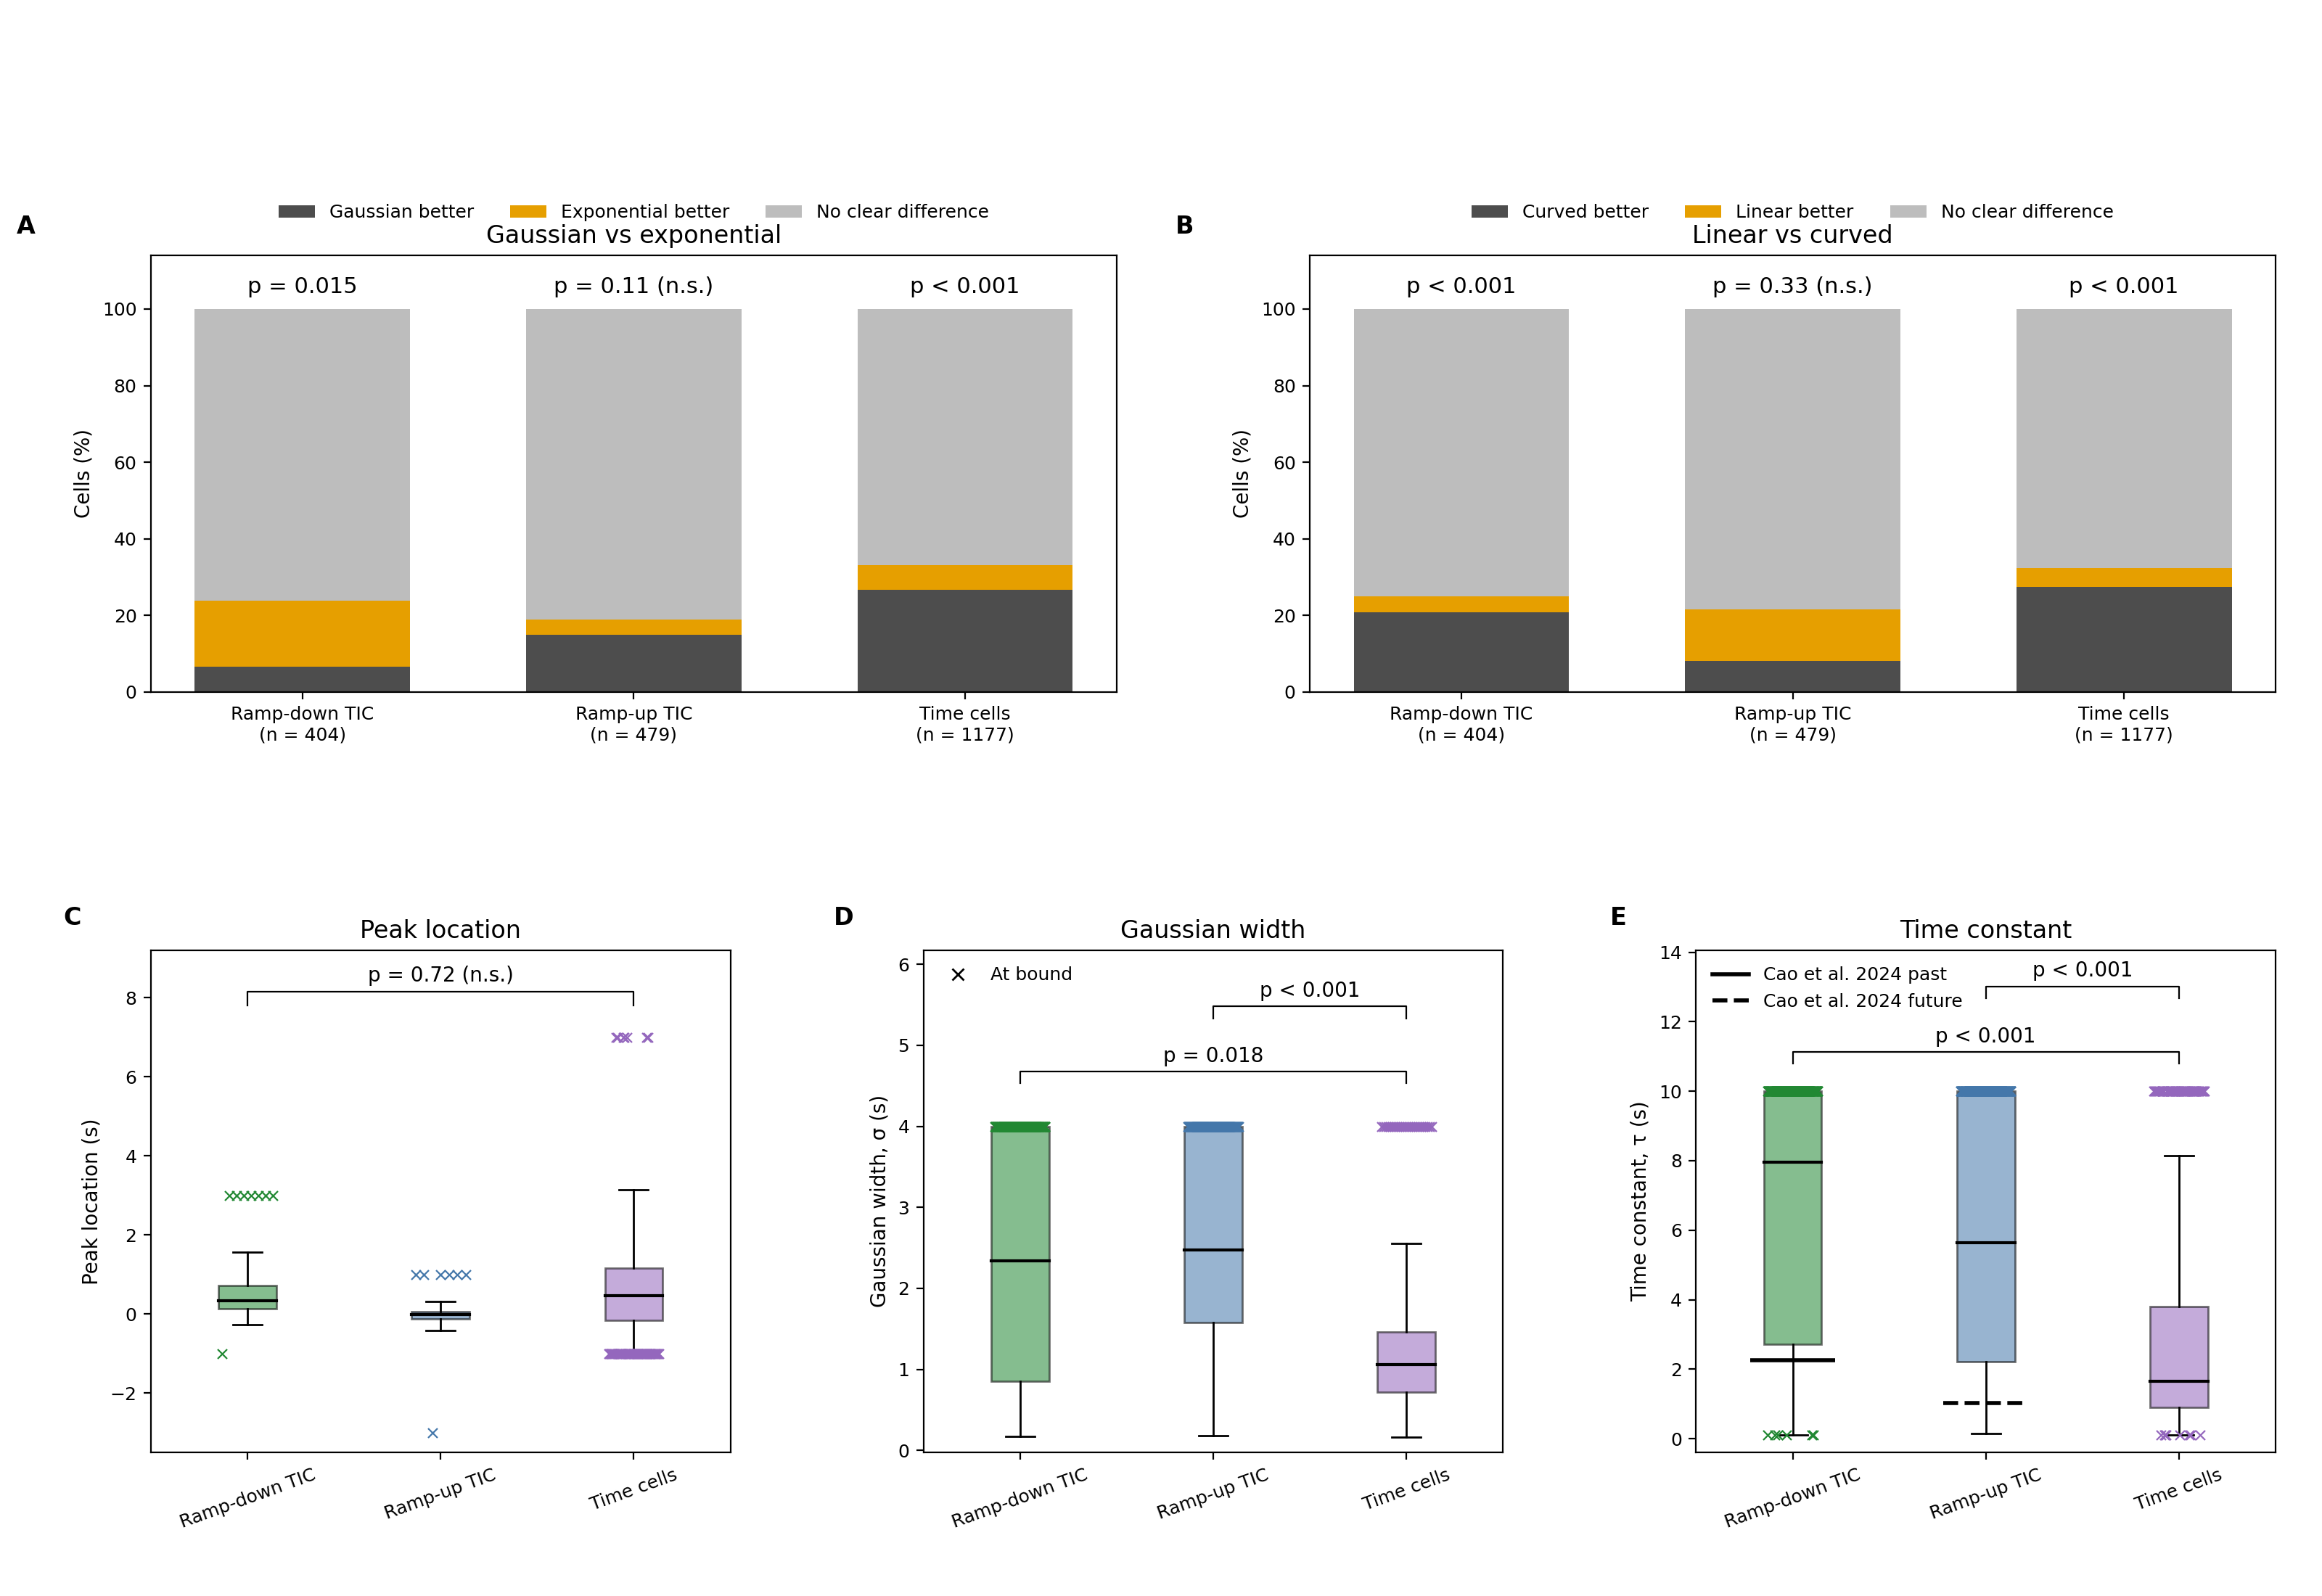 A
Gaussian better
Exponential better
No clear difference
Gaussian vs exponential
p = 0.015
p = 0.11 (n.s.)
p < 0.001
Cells (%)
100
80
60
40
20
0
Ramp-down TIC
(n = 404)
Ramp-up TIC
(n = 479)
Time cells
(n = 1177)
B
Curved better
Linear better
No clear difference
Linear vs curved
p < 0.001
p = 0.33 (n.s.)
p < 0.001
Cells (%)
100
80
60
40
20
0
Ramp-down TIC
(n = 404)
Ramp-up TIC
(n = 479)
Time cells
(n = 1177)
C
Peak location
p = 0.72 (n.s.)
Peak location (s)
8
6
4
2
0
−2
Ramp-down TIC
Ramp-up TIC
Time cells
D
Gaussian width
At bound
p < 0.001
p = 0.018
Gaussian width, σ (s)
6
5
4
3
2
1
0
Ramp-down TIC
Ramp-up TIC
Time cells
E
Time constant
Cao et al. 2024 past
Cao et al. 2024 future
p < 0.001
p < 0.001
Time constant, τ (s)
14
12
10
8
6
4
2
0
Ramp-down TIC
Ramp-up TIC
Time cells